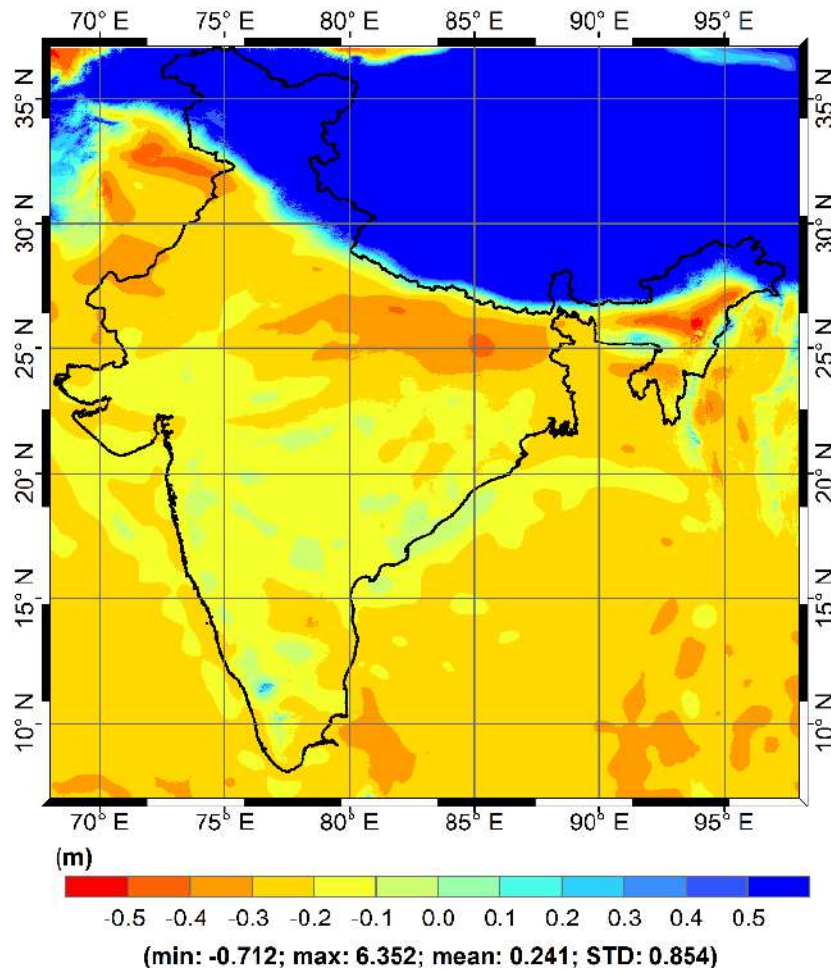 70° E 75° E 80° E 85° E 90° E 95° E
35° N 35° N
30° N 30° N
25° N 25° N
20° N 20° N
15° N 15° N
10° N 10° N
70° E 75° E 80° E 85° E 90° E 95° E
(m)
-0.5 -0.4 -0.3 -0.2 -0.1 0.0 0.1 0.2 0.3 0.4 0.5
(min: -0.712; max: 6.352; mean: 0.241; STD: 0.854)